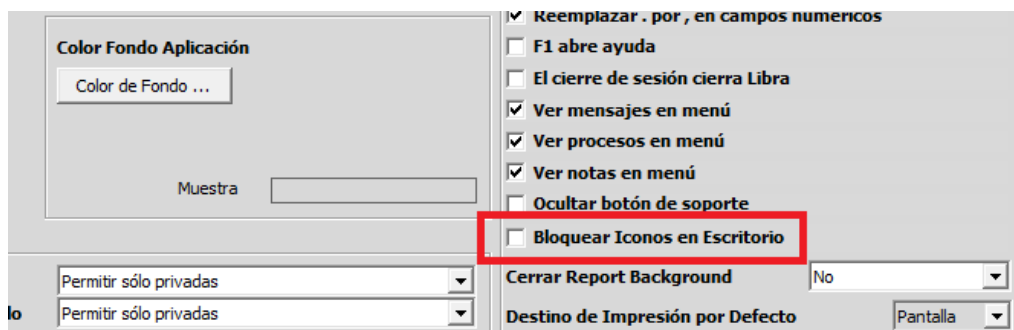 Color Fondo Aplicación
Color de Fondo ...
Muestra
Permitir sólo privadas
lo Permitir sólo privadas
Reemplazar . por , en campos numéricos
F1 abre ayuda
El cierre de sesión cierra Libra
Ver mensajes en menú
Ver procesos en menú
Ver notas en menú
Ocultar botón de soporte
Bloquear Iconos en Escritorio
Cerrar Report Background No
Destino de Impresión por Defecto Pantalla